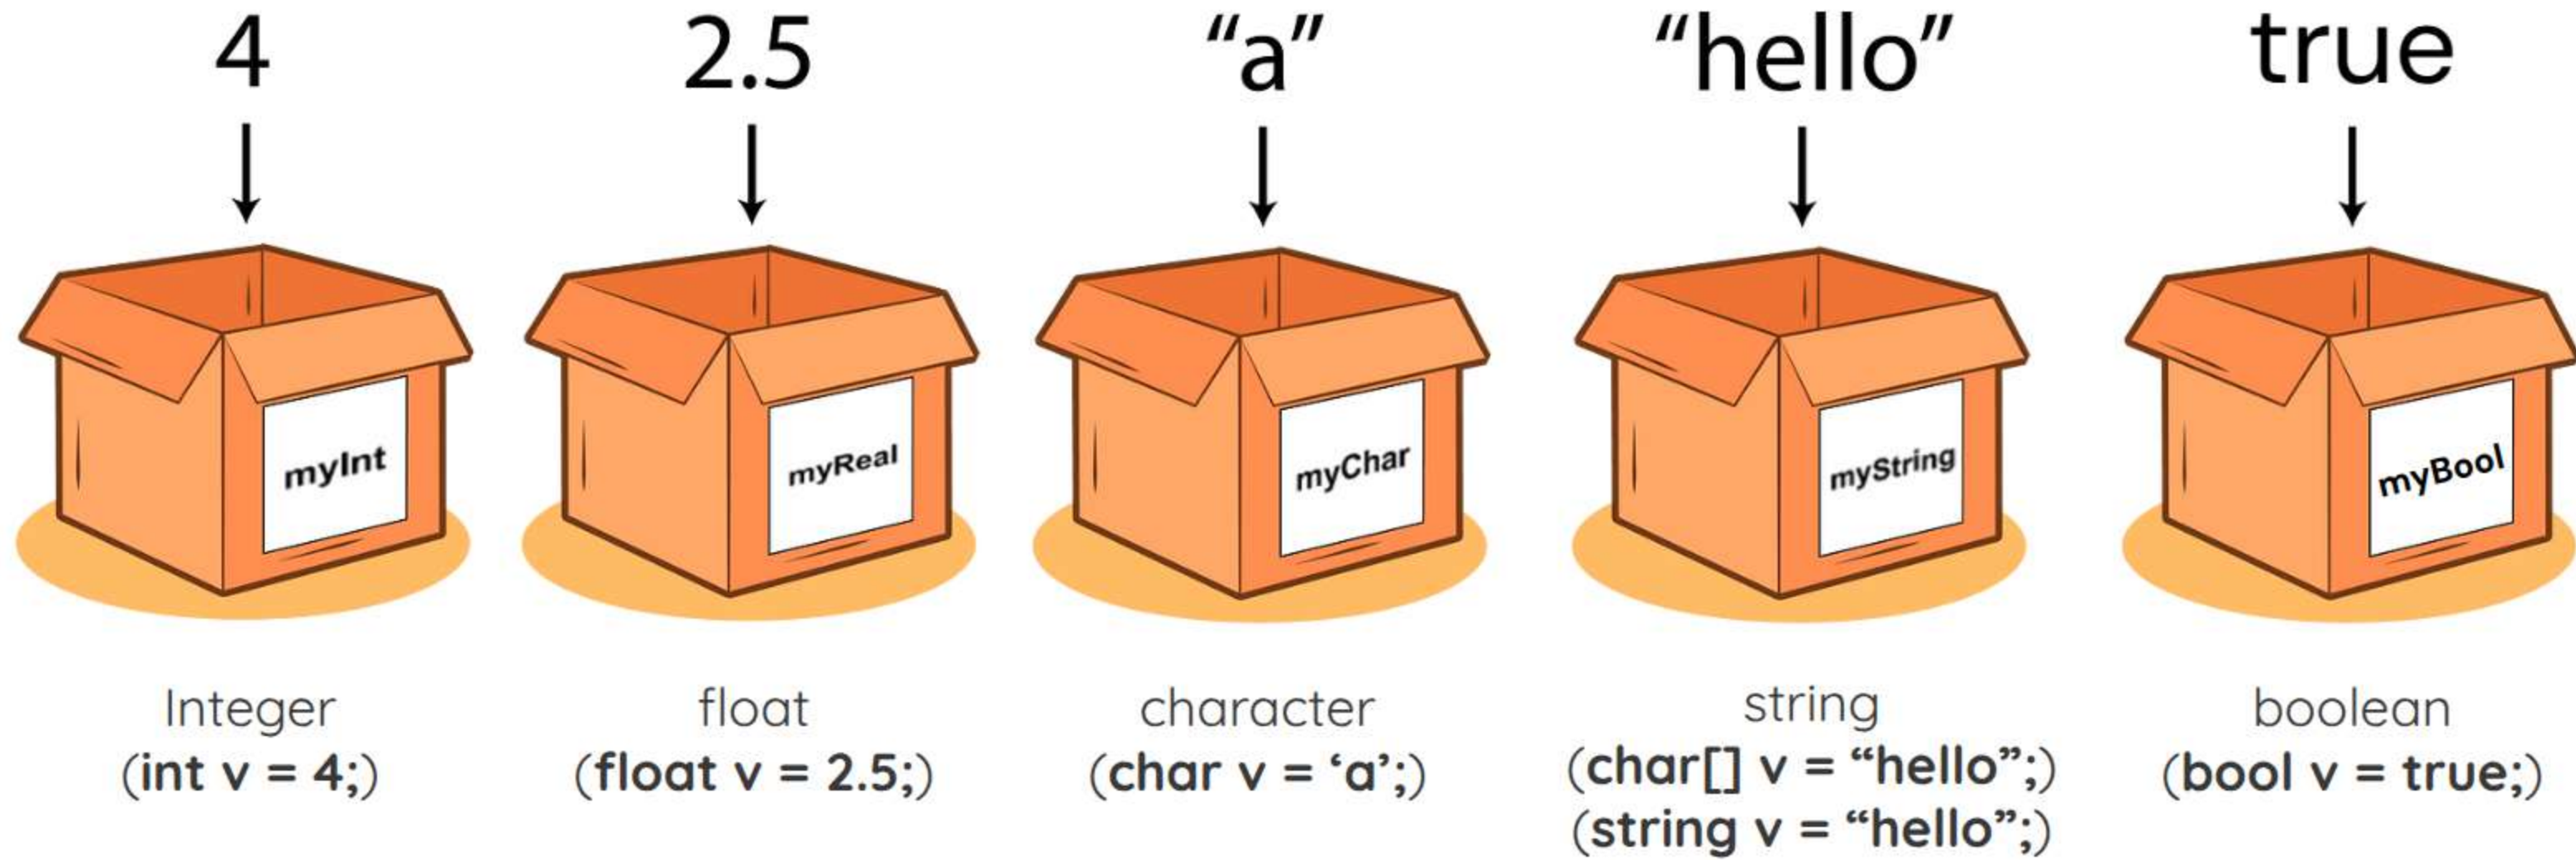 4
2.5
“a”
“hello”
true
myInt
myReal
myChar
myString
myBool
Integer
(int v = 4;)
float
(float v = 2.5;)
character
(char v = ‘a’;)
string
(char[] v = “hello”;)
(string v = “hello”;)
boolean
(bool v = true;)